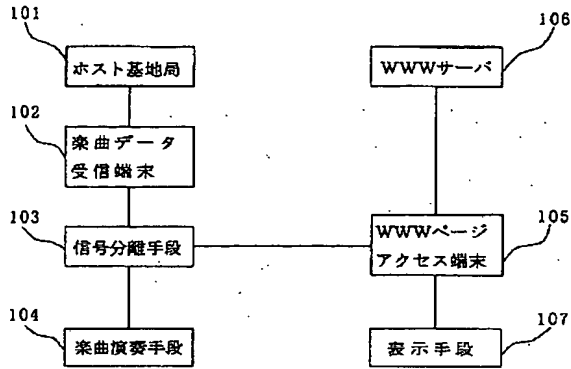 101
ホスト基地局
102
楽曲データ
受信端末
103
信号分離手段
104
楽曲演奏手段
106
WWWサーバ
WWWページ
アクセス端末
105
表示手段
107